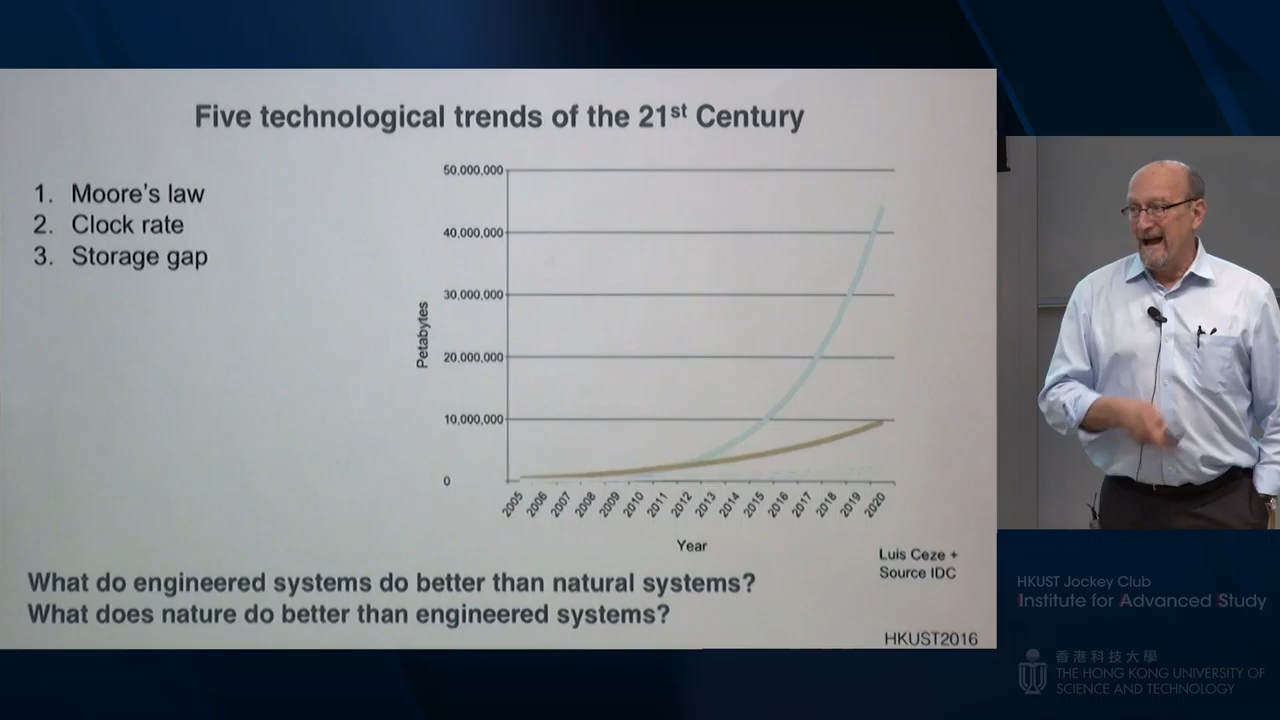 Five technological trends of the 21st Century
1. Moore's law
2. Clock rate
3. Storage gap
50,000,000
40,000,000
30,000,000
20,000,000
10,000,000
0
Petabytes
2005 2006 2007 2008 2009 2010 2011 2012 2013 2014 2015 2016 2017 2018 2019 2020
Year
Luis Ceze +
Source IDC
What do engineered systems do better than natural systems?
What does nature do better than engineered systems?
HKUST2016
HKUST Jockey Club
Institute for Advanced Study
香港科技大學
THE HONG KONG UNIVERSITY OF
SCIENCE AND TECHNOLOGY